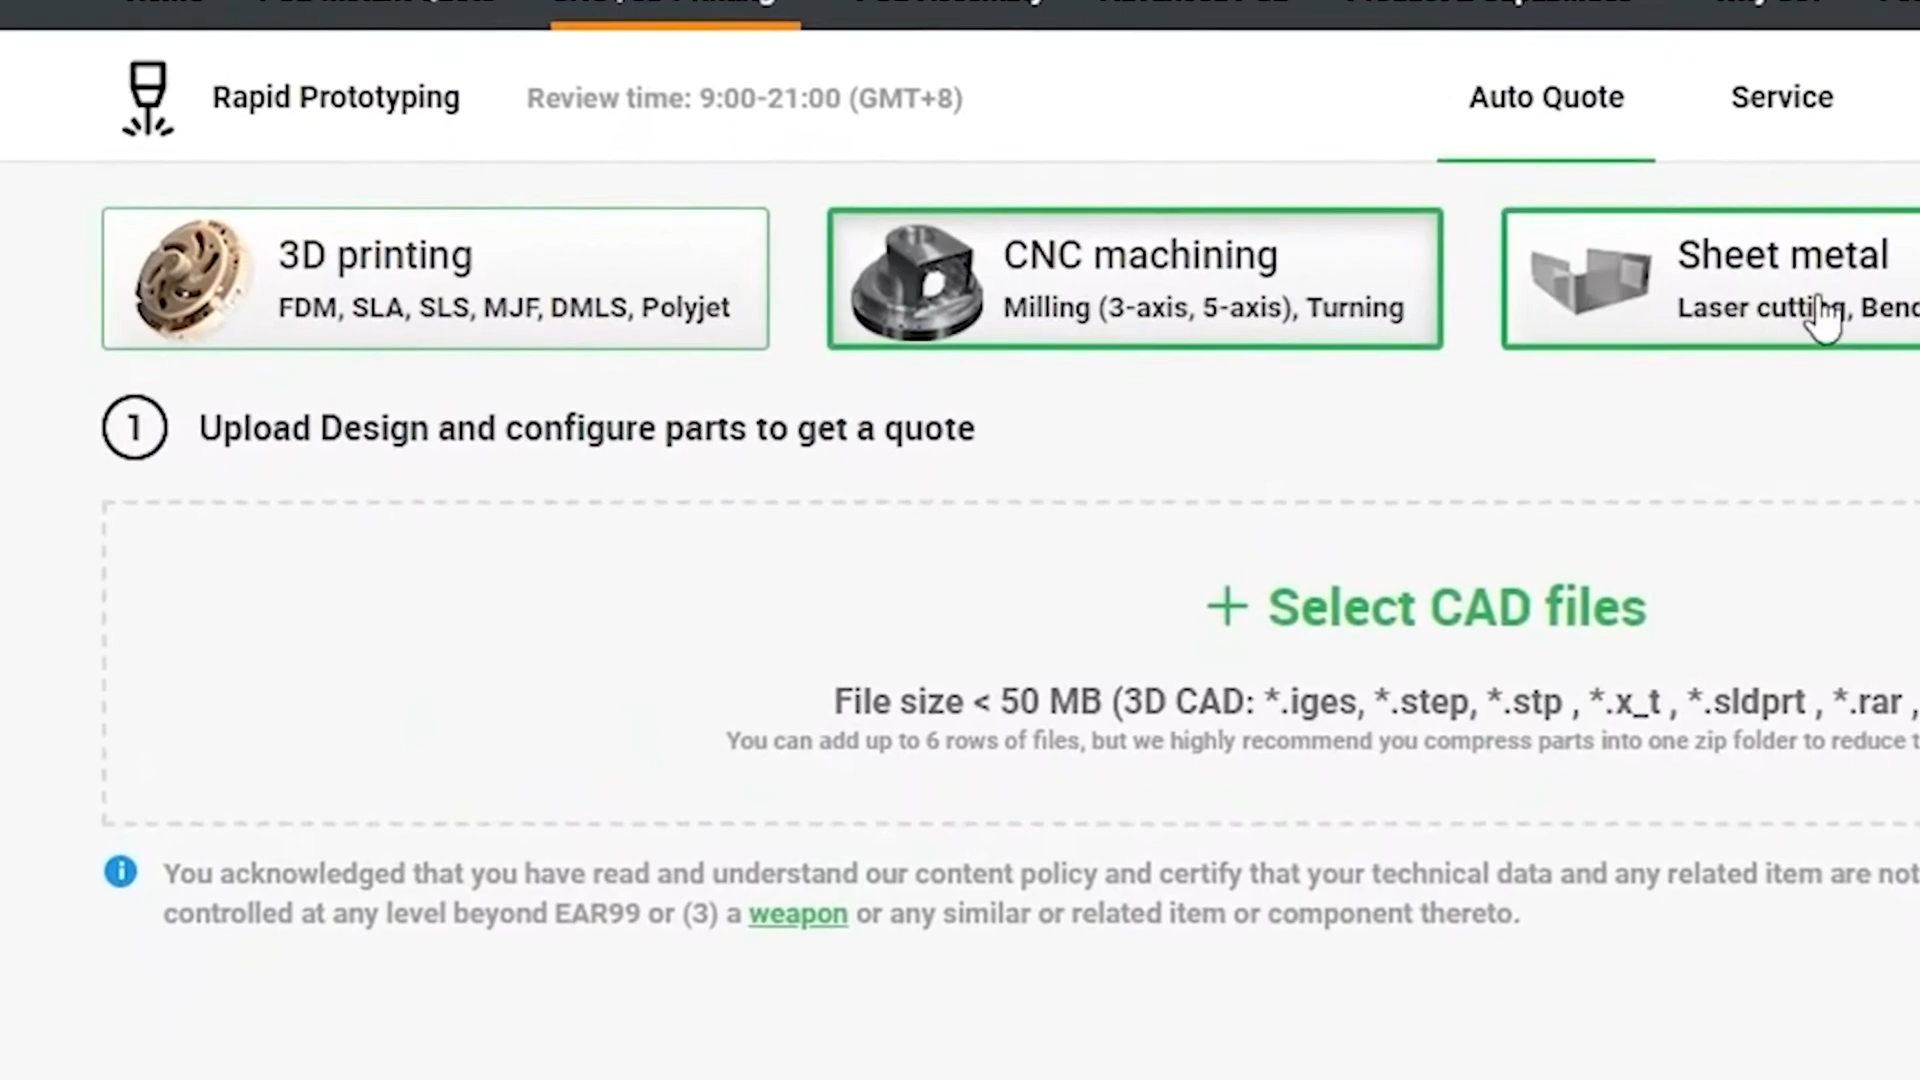 Rapid Prototyping
Review time: 9:00-21:00 (GMT+8)
Auto Quote
Service
3D printing
FDM, SLA, SLS, MJF, DMLS, Polyjet
CNC machining
Milling (3-axis, 5-axis), Turning
Sheet metal
Laser cutting,
1 Upload Design and configure parts to get a quote
+ Select CAD files
File size < 50 MB (3D CAD: *.iges, *.step, *.stp , *.x_t , *.sldprt , *.rar ,
You can add up to 6 rows of files, but we highly recommend you compress parts into one zip folder to reduce
You acknowledged that you have read and understand our content policy and certify that your technical data and any related item are not
controlled at any level beyond EAR99 or (3) a weapon or any similar or related item or component thereto.